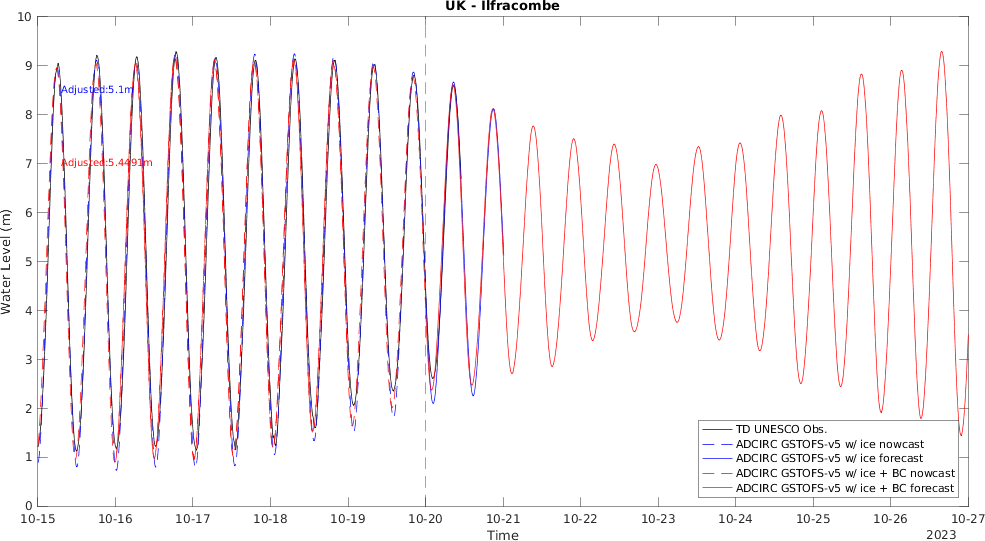 UK - Ilfracombe
10
9
8
7
6
5
4
3
2
1
0
Water Level (m)
Adjusted:5.1m
Adjusted:5.4491m
TD UNESCO Obs.
ADCIRC GSTOFS-v5 w/ ice nowcast
ADCIRC GSTOFS-v5 w/ ice forecast
ADCIRC GSTOFS-v5 w/ ice + BC nowcast
ADCIRC GSTOFS-v5 w/ ice + BC forecast
10-15 10-16 10-17 10-18 10-19 10-20 10-21 10-22 10-23 10-24 10-25 10-26 10-27
Time
2023